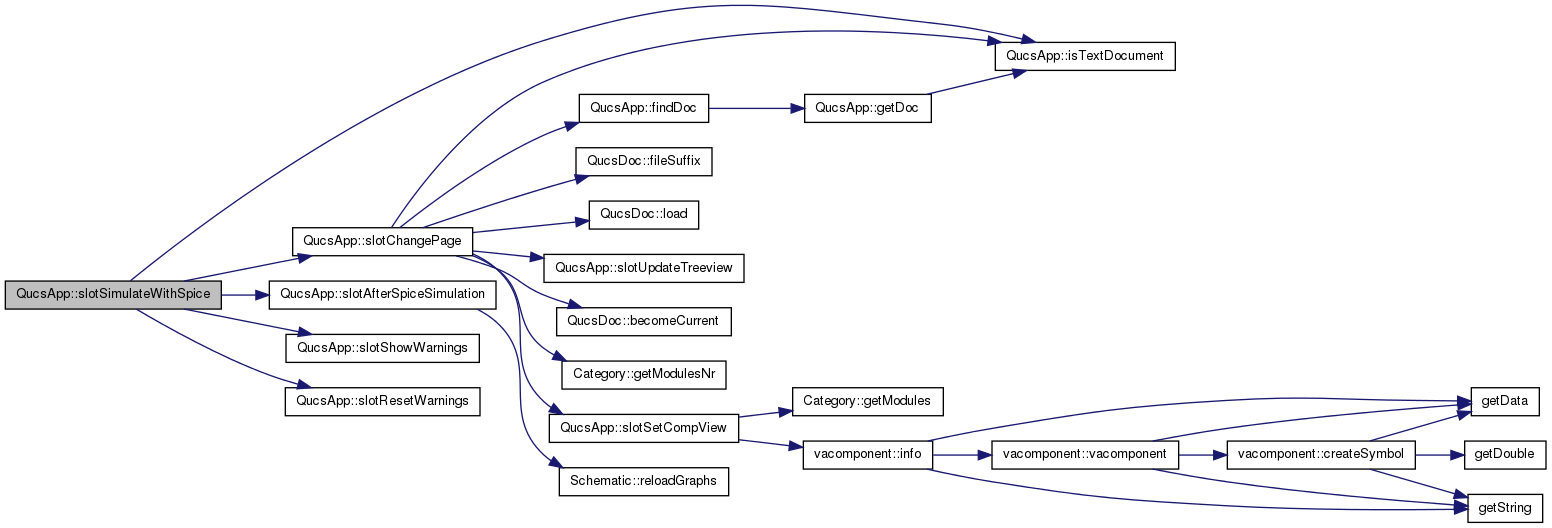 QucsApp::isTextDocument
QucsApp::findDoc
QucsApp::getDoc
QucsDoc::fileSuffix
QucsDoc::load
QucsApp::slotChangePage
QucsApp::slotUpdateTreeview
QucsApp::slotSimulateWithSpice
QucsApp::slotAfterSpiceSimulation
QucsDoc::becomeCurrent
QucsApp::slotShowWarnings
Category::getModulesNr
QucsApp::slotResetWarnings
Category::getModules
getData
QucsApp::slotSetCompView
vacomponent::info
vacomponent::vacomponent
vacomponent::createSymbol
getDouble
Schematic::reloadGraphs
getString